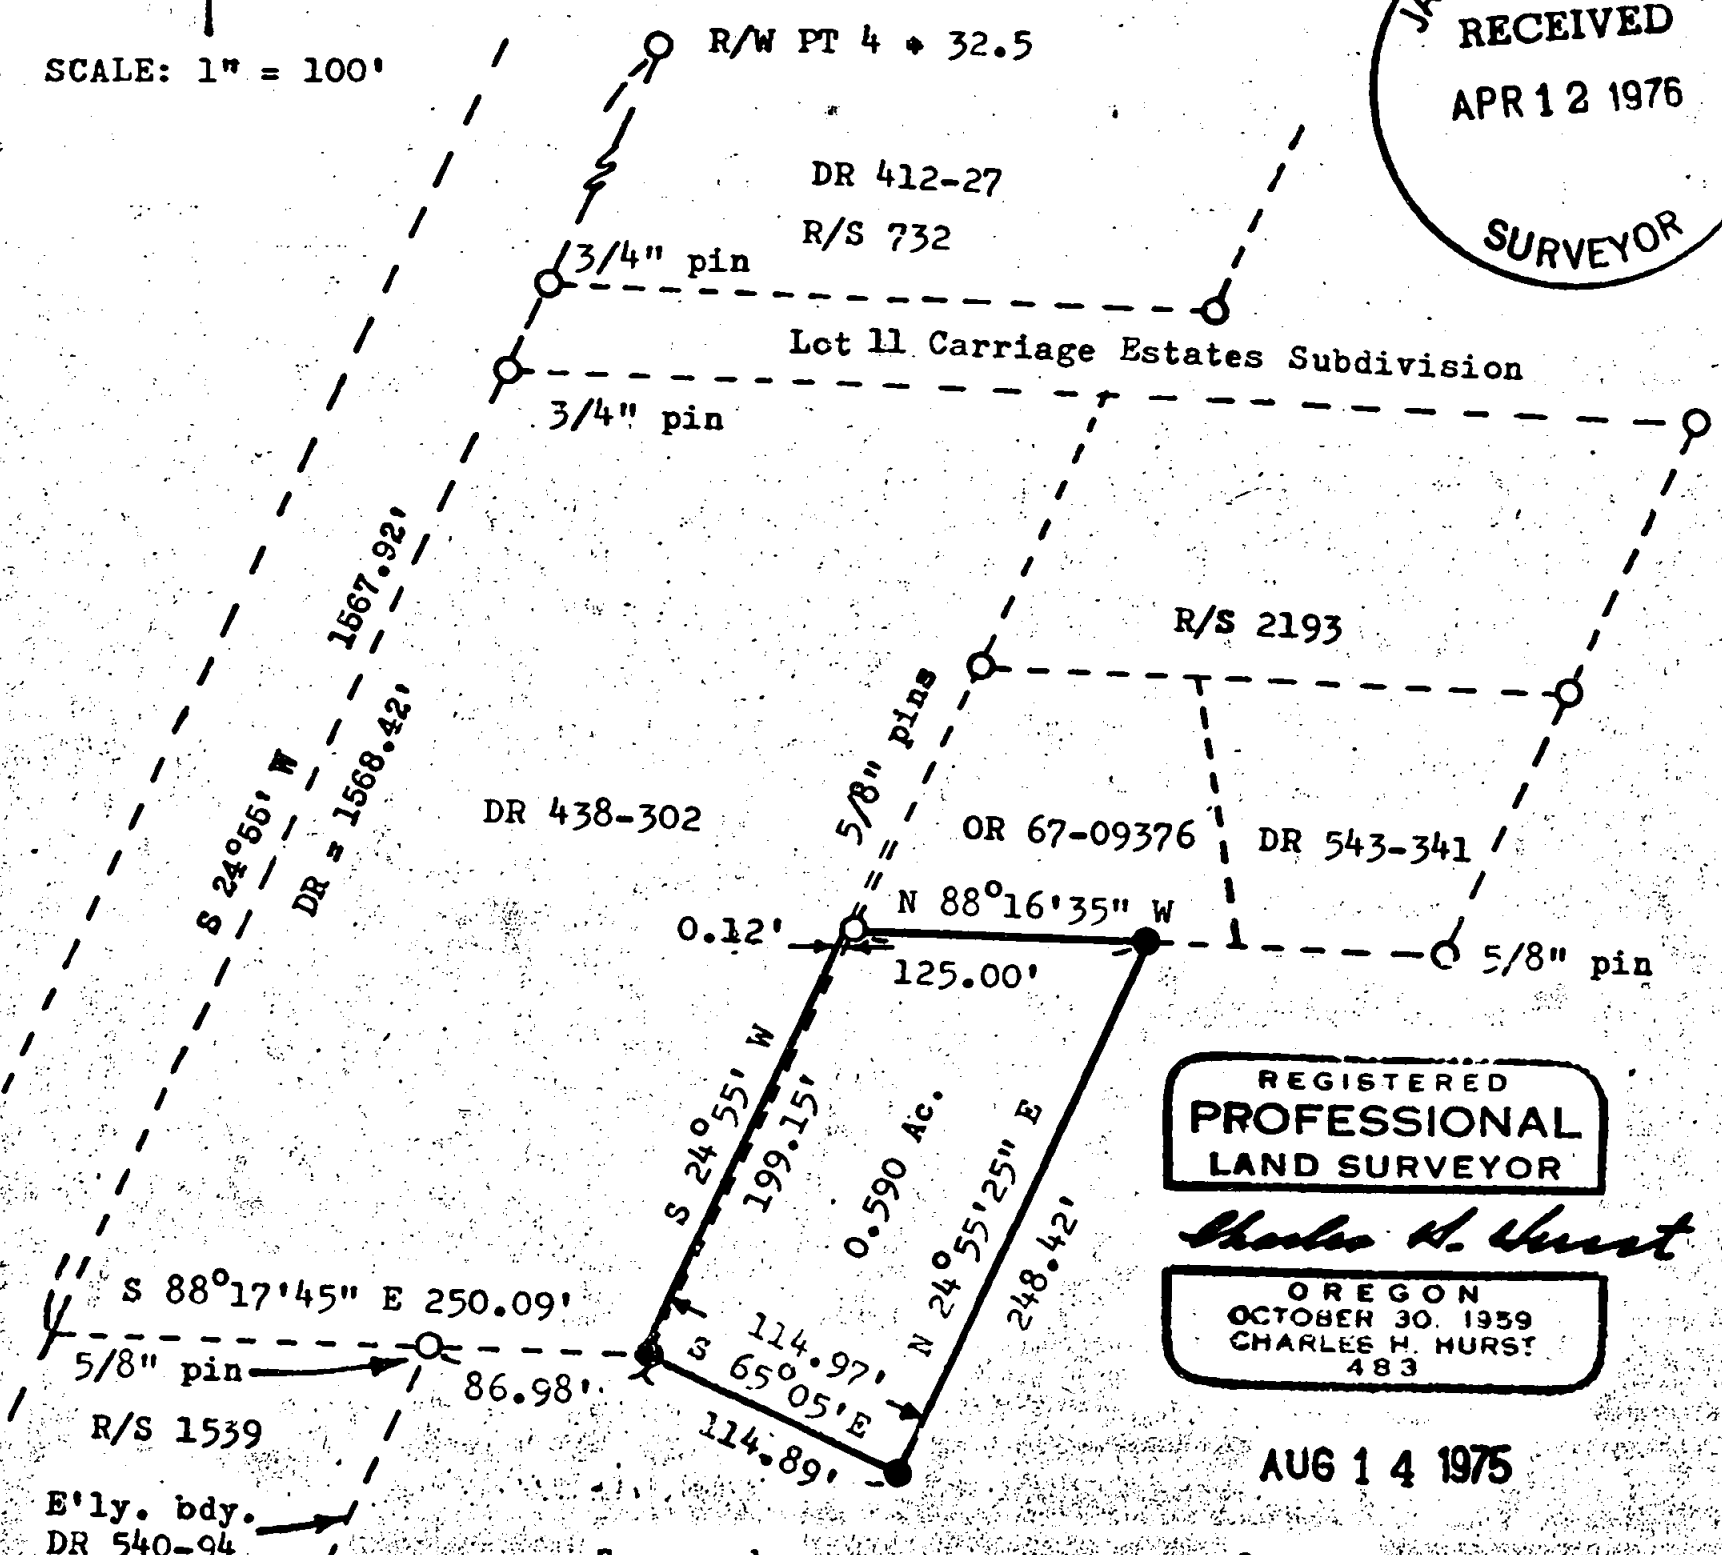 SCALE: 1" = 100'
R/W PT 4 + 32.5
RECEIVED
APR 12 1976
SURVEYOR
DR 412-27
R/S 732
3/4" pin
Lot 11 Carriage Estates Subdivision
3/4" pin
S 24°55' W 1567.92'
DR = 1568.42'
R/S 2193
5/8" pins
DR 438-302
OR 67-09376
DR 543-341
N 88°16'35" W
0.12'
125.00'
5/8" pin
S 24°55' W
199.15'
0.590 Ac.
N 24°55'25" E
248.42'
REGISTERED
PROFESSIONAL
LAND SURVEYOR
Charles H. Hurst
OREGON
OCTOBER 30, 1959
CHARLES H. HURST
483
S 88°17'45" E 250.09'
5/8" pin
86.98'
114.97'
S 65°05'E
114.89'
R/S 1539
AUG 14 1975
E'ly. bdy.
DR 540-94